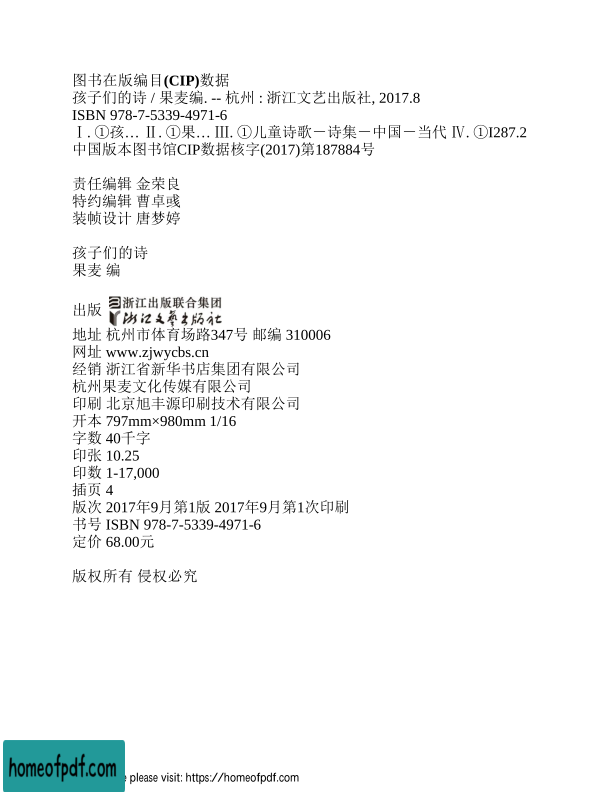 图书在版编目(CIP)数据
孩子们的诗 / 果麦编. -- 杭州 : 浙江文艺出版社, 2017.8
ISBN 978-7-5339-4971-6
Ⅰ. ①孩… Ⅱ. ①果… Ⅲ. ①儿童诗歌－诗集－中国－当代 Ⅳ. ①I287.2
中国版本图书馆CIP数据核字(2017)第187884号
责任编辑 金荣良
特约编辑 曹卓彧
装帧设计 唐梦婷
孩子们的诗
果麦 编
出版 浙江出版联合集团
浙江文艺出版社
地址 杭州市体育场路347号 邮编 310006
网址 www.zjwycbs.cn
经销 浙江省新华书店集团有限公司
杭州果麦文化传媒有限公司
印刷 北京旭丰源印刷技术有限公司
开本 797mm×980mm 1/16
字数 40千字
印张 10.25
印数 1-17,000
插页 4
版次 2017年9月第1版 2017年9月第1次印刷
书号 ISBN 978-7-5339-4971-6
定价 68.00元
版权所有 侵权必究
homeofpdf.com
please visit: https://homeofpdf.com